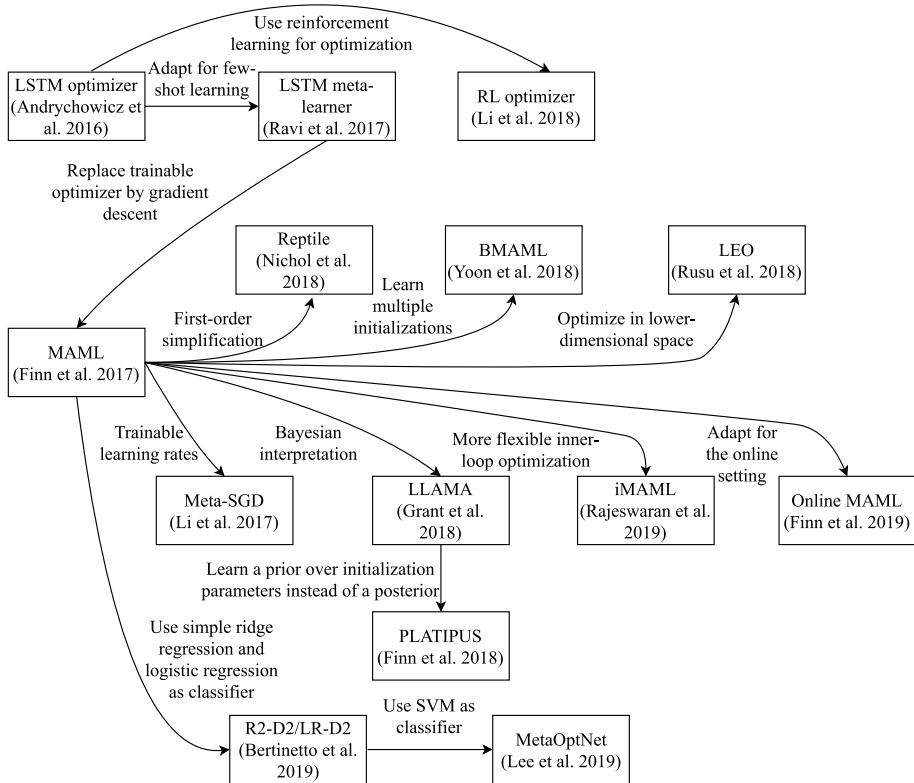 Use reinforcement
learning for optimization
LSTM optimizer
(Andrychowicz et
al. 2016)
Adapt for few-
shot learning
LSTM meta-
learner
(Ravi et al. 2017)
RL optimizer
(Li et al. 2018)
Replace trainable
optimizer by gradient
descent
Reptile
(Nichol et al.
2018)
BMAML
(Yoon et al. 2018)
LEO
(Rusu et al. 2018)
First-order
simplification
Learn
multiple
initializations
Optimize in lower-
dimensional space
MAML
(Finn et al. 2017)
Trainable
learning rates
Bayesian
interpretation
More flexible inner-
loop optimization
Adapt for
the online
setting
Meta-SGD
(Li et al. 2017)
LLAMA
(Grant et al.
2018)
iMAML
(Rajeswaran et al.
2019)
Online MAML
(Finn et al. 2019)
Learn a prior over initialization
parameters instead of a posterior
PLATIPUS
(Finn et al. 2018)
Use simple ridge
regression and
logistic regression
as classifier
R2-D2/LR-D2
(Bertinetto et al.
2019)
Use SVM as
classifier
MetaOptNet
(Lee et al. 2019)